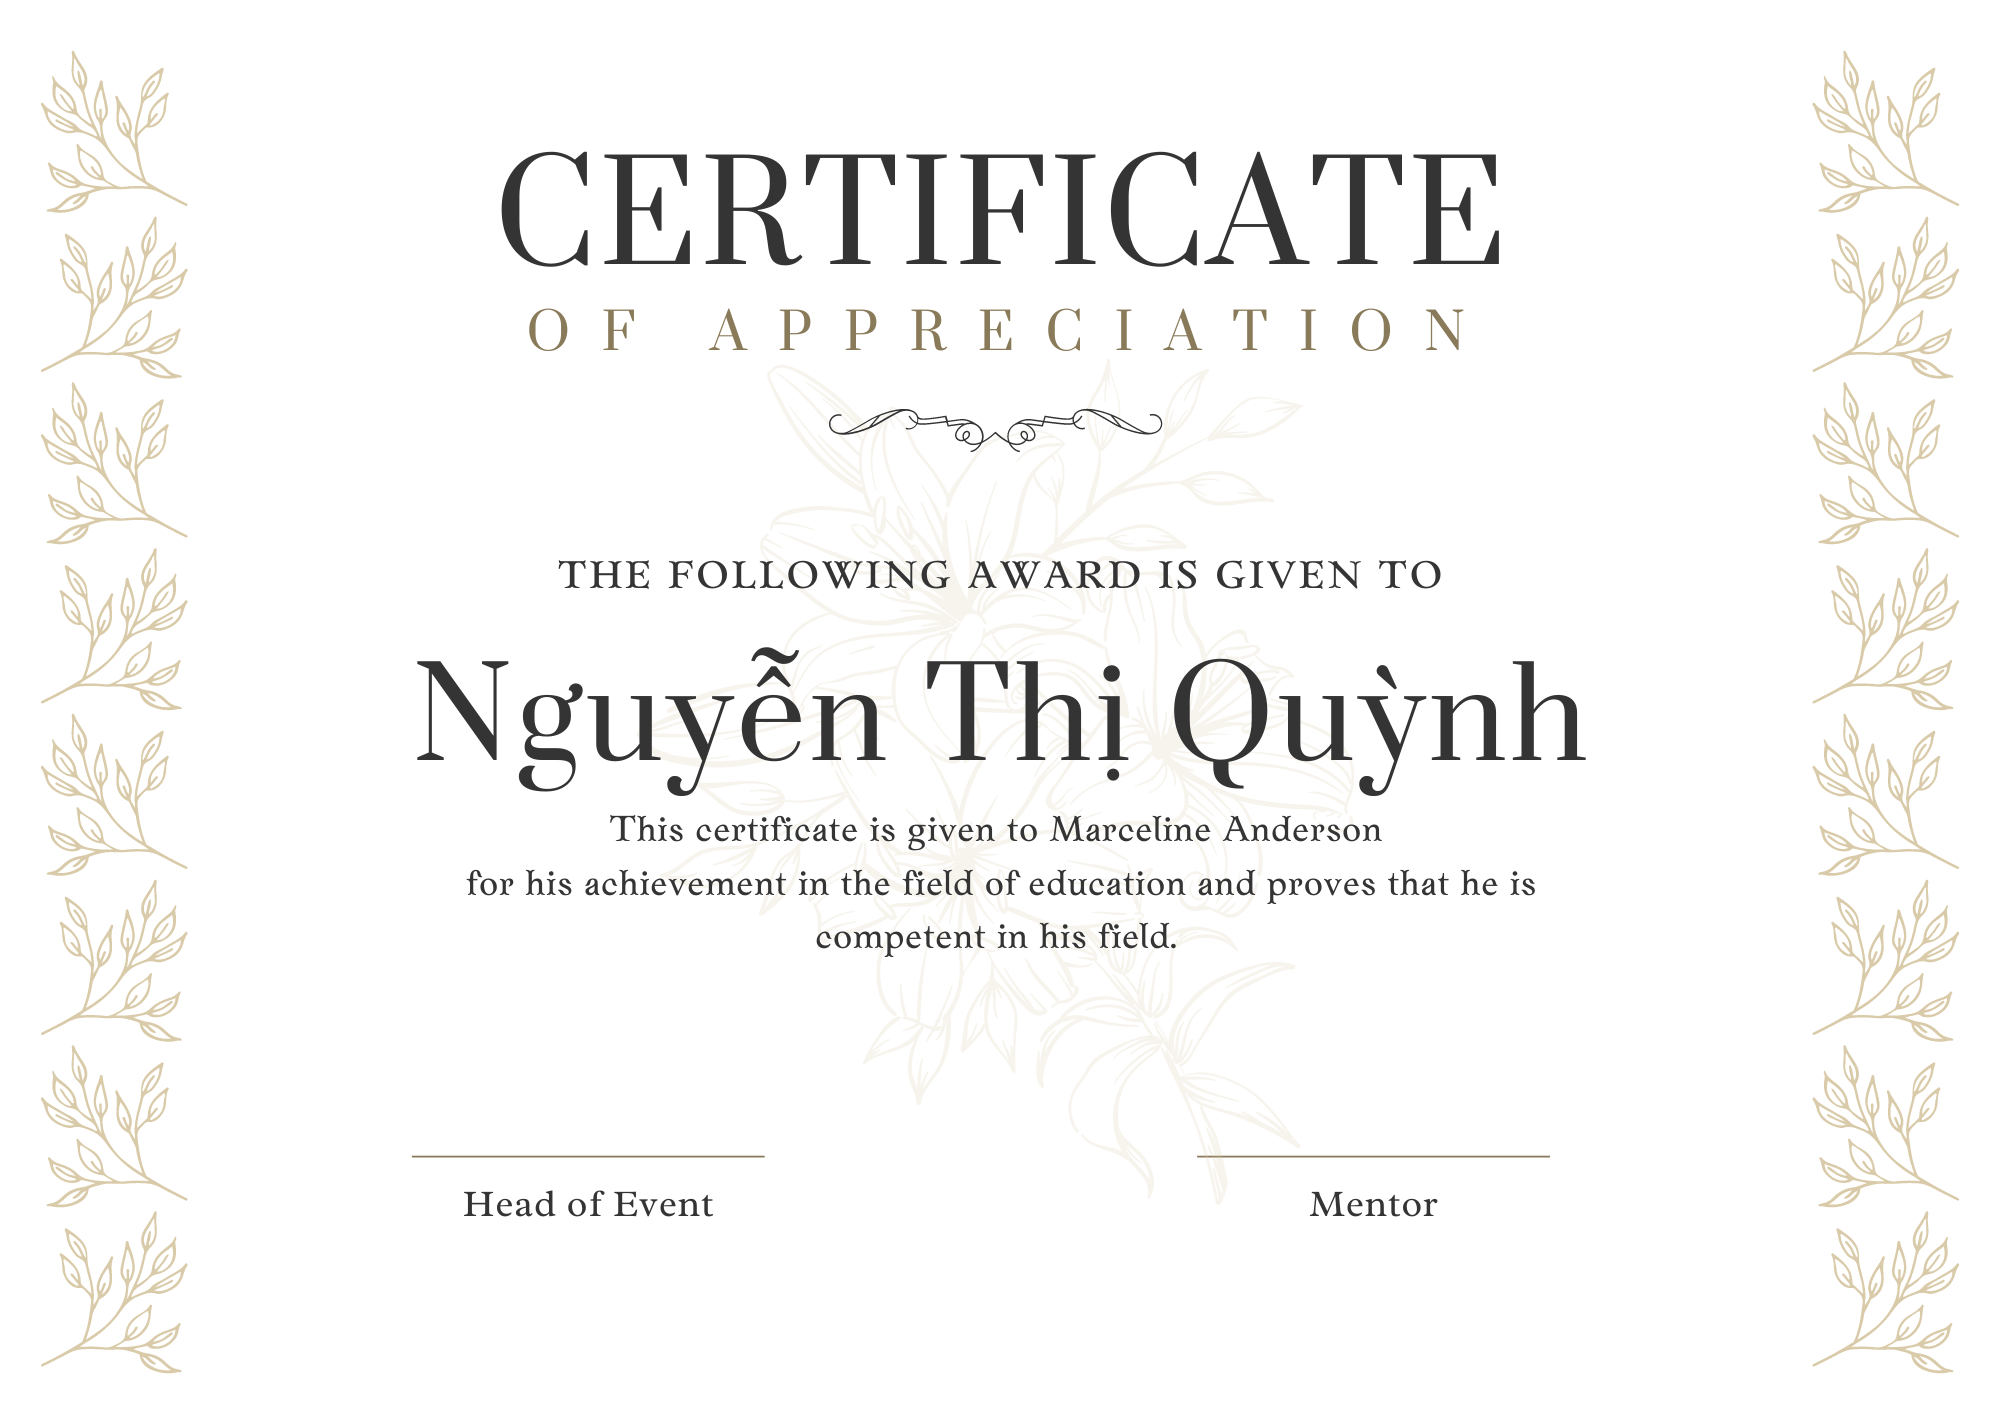 CERTIFICATE
OF APPRECIATION
THE FOLLOWING AWARD IS GIVEN TO
Nguyễn Thị Quỳnh
This certificate is given to Marceline Anderson
for his achievement in the field of education and proves that he is
competent in his field.
Head of Event
Mentor